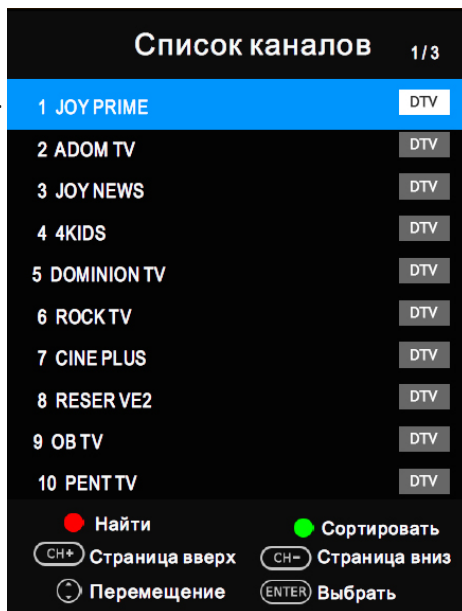 Список каналов 1/3
1 JOY PRIME DTV
2 ADOM TV DTV
3 JOY NEWS DTV
4 4KIDS DTV
5 DOMINION TV DTV
6 ROCK TV DTV
7 CINE PLUS DTV
8 RESERVE2 DTV
9 OB TV DTV
10 PENT TV DTV
Найти Сортировать
CH+ Страница вверх CH- Страница вниз
Перемещение ENTER Выбрать